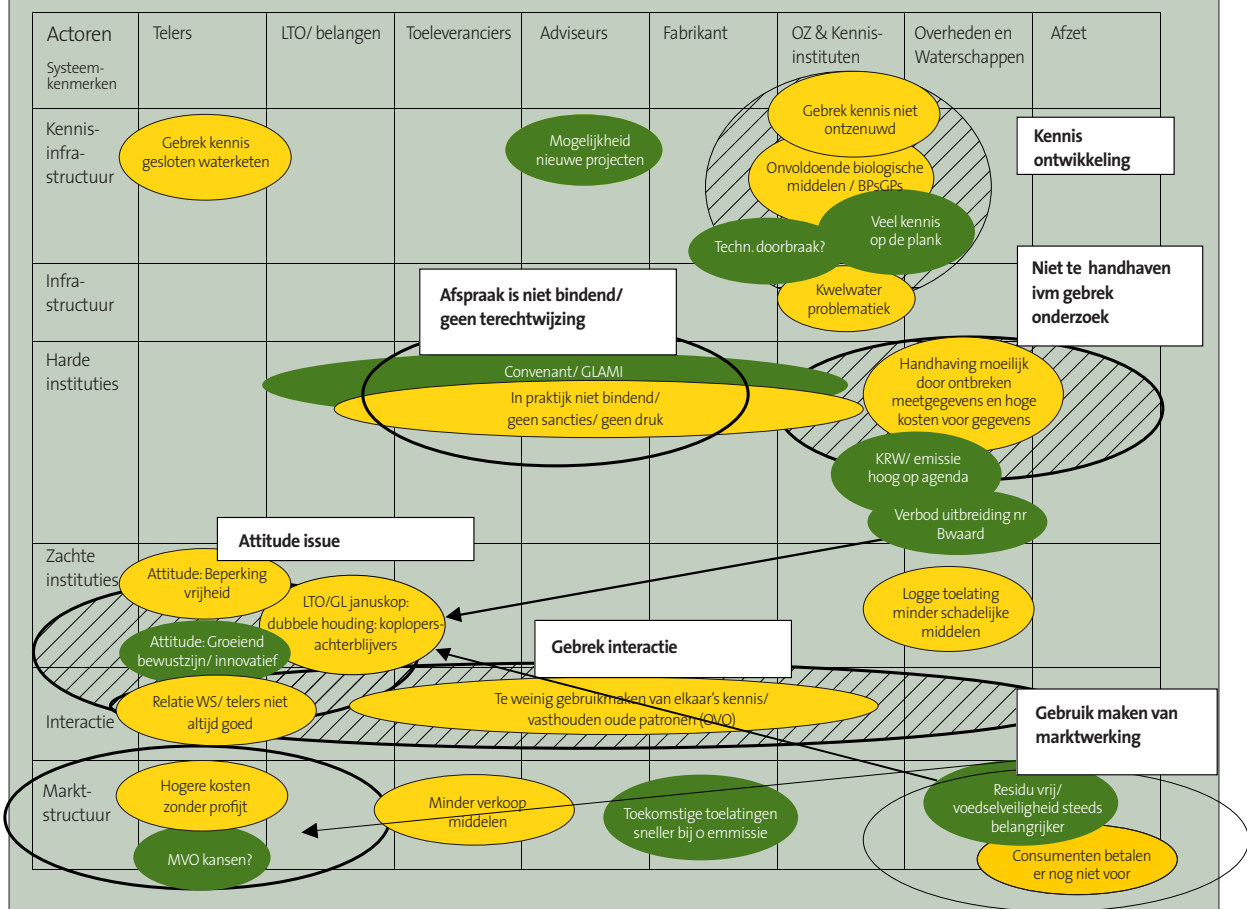 Actoren
Systeem-
kenmerken
Telers
LTO/ belangen
Toeleveranciers
Adviseurs
Fabrikant
OZ & Kennis-
instituten
Overheden en
Waterschappen
Afzet
Kennis-
infra-
structuur
Gebrek kennis
gesloten waterketen
Mogelijkheid
nieuwe projecten
Gebrek kennis niet
ontzenuwd
Onvoldoende biologische
middelen / BPsGPs
Veel kennis
op de plank
Techn. doorbraak?
Kennis
ontwikkeling
Infra-
structuur
Kwelwater
problematiek
Afspraak is niet bindend/
geen terechtwijzing
Niet te handhaven
ivm gebrek
onderzoek
Harde
instituties
Convenant/ GLAMI
In praktijk niet bindend/
geen sancties/ geen druk
Handhaving moeilijk
door ontbreken
meetgegevens en hoge
kosten voor gegevens
KRW/ emissie
hoog op agenda
Verbod uitbreiding nr
Bwaard
Attitude issue
Zachte
instituties
Attitude: Beperking
vrijheid
LTO/GL januskop:
dubbele houding: koplopers-
achterblijvers
Attitude: Groeiend
bewustzijn/ innovatief
Logge toelating
minder schadelijke
middelen
Gebrek interactie
Interactie
Relatie WS/ telers niet
altijd goed
Te weinig gebruikmaken van elkaar's kennis/
vasthouden oude patronen (OVO)
Gebruik maken van
marktwerking
Markt-
structuur
Hogere kosten
zonder profijt
MVO kansen?
Minder verkoop
middelen
Toekomstige toelatingen
sneller bij 0 emmissie
Residu vrij/
voedselveiligheid steeds
belangrijker
Consumenten betalen
er nog niet voor